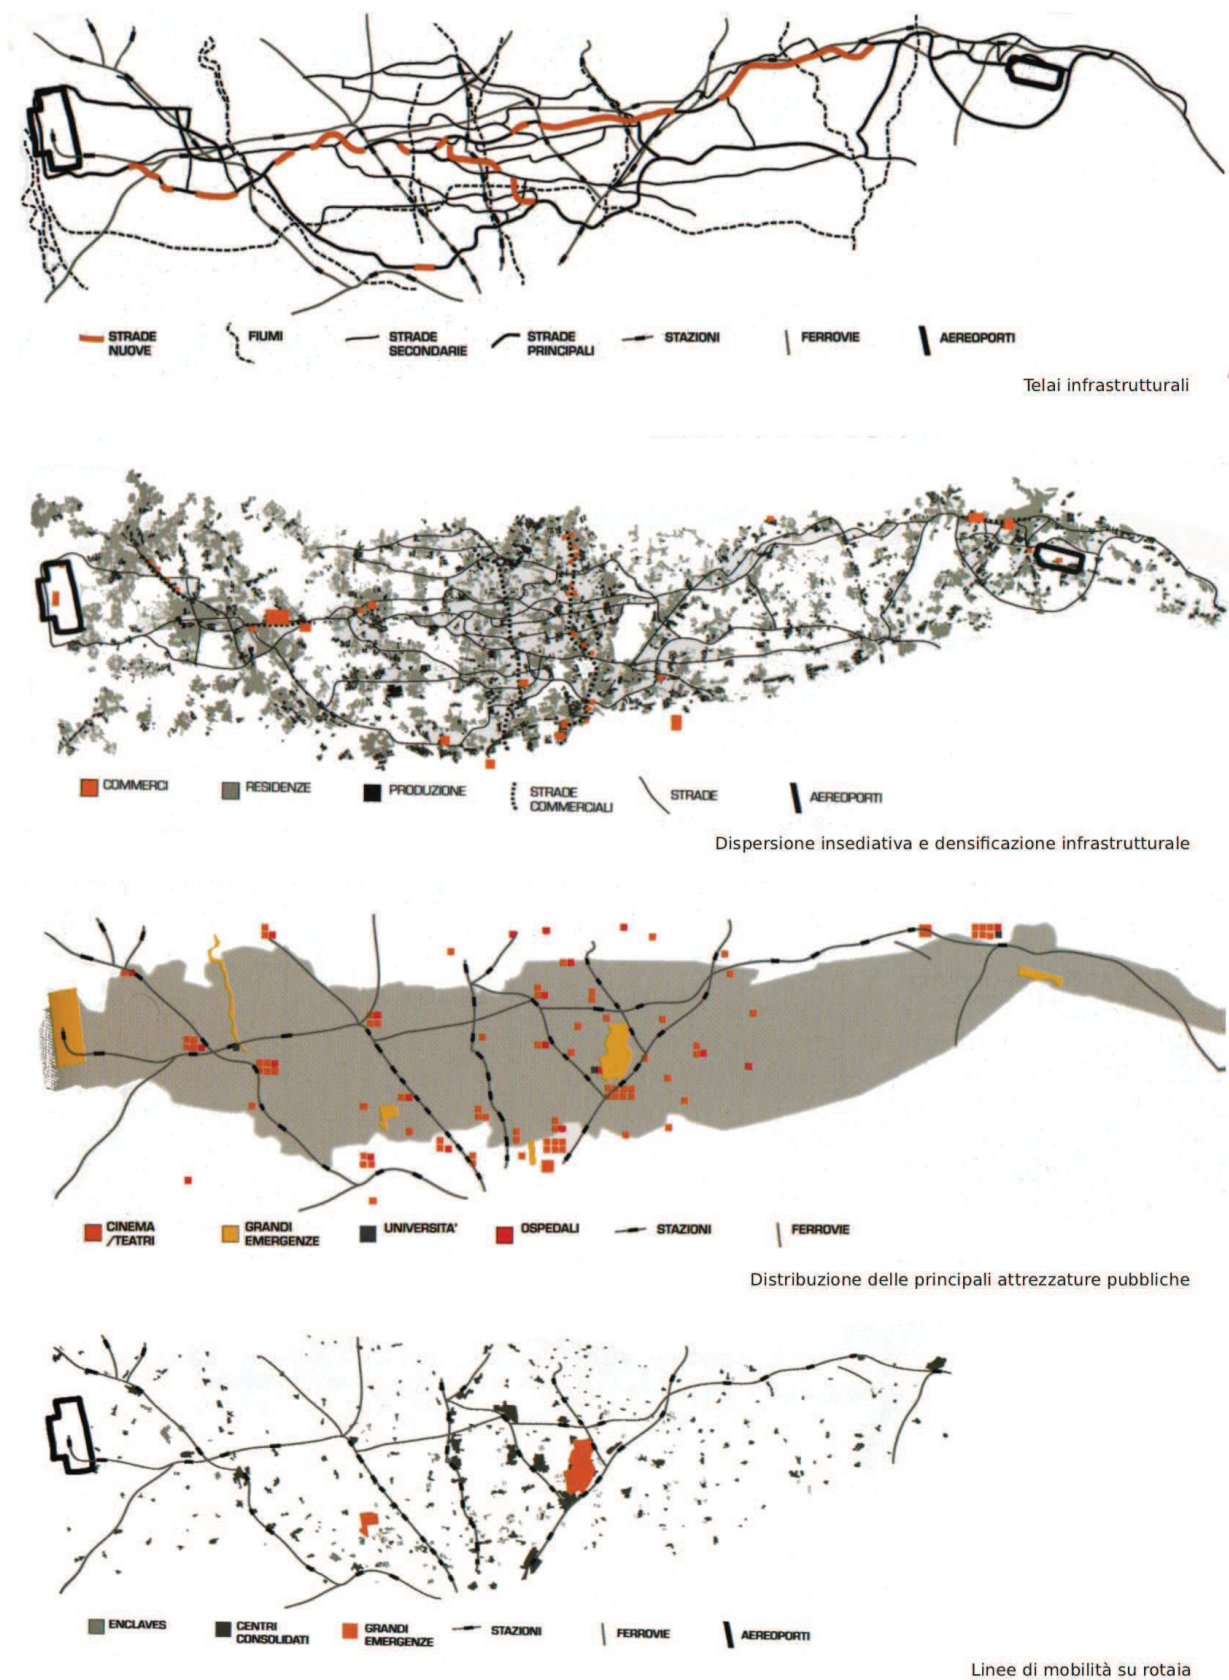 STRADE
NUOVE
FIUMI
STRADE
SECONDARIE
STRADE
PRINCIPALI
STAZIONI
FERROVIE
AEREOPORTI
Telai infrastrutturali
COMMERCI
RESIDENZE
PRODUZIONE
STRADE
COMMERCIALI
STRADE
AEREOPORTI
Dispersione insediativa e densificazione infrastrutturale
CINEMA
/TEATRI
GRANDI
EMERGENZE
UNIVERSITA'
OSPEDALI
STAZIONI
FERROVIE
Distribuzione delle principali attrezzature pubbliche
ENCLAVES
CENTRI
CONSOLIDATI
GRANDI
EMERGENZE
STAZIONI
FERROVIE
AEREOPORTI
Linee di mobilità su rotaia